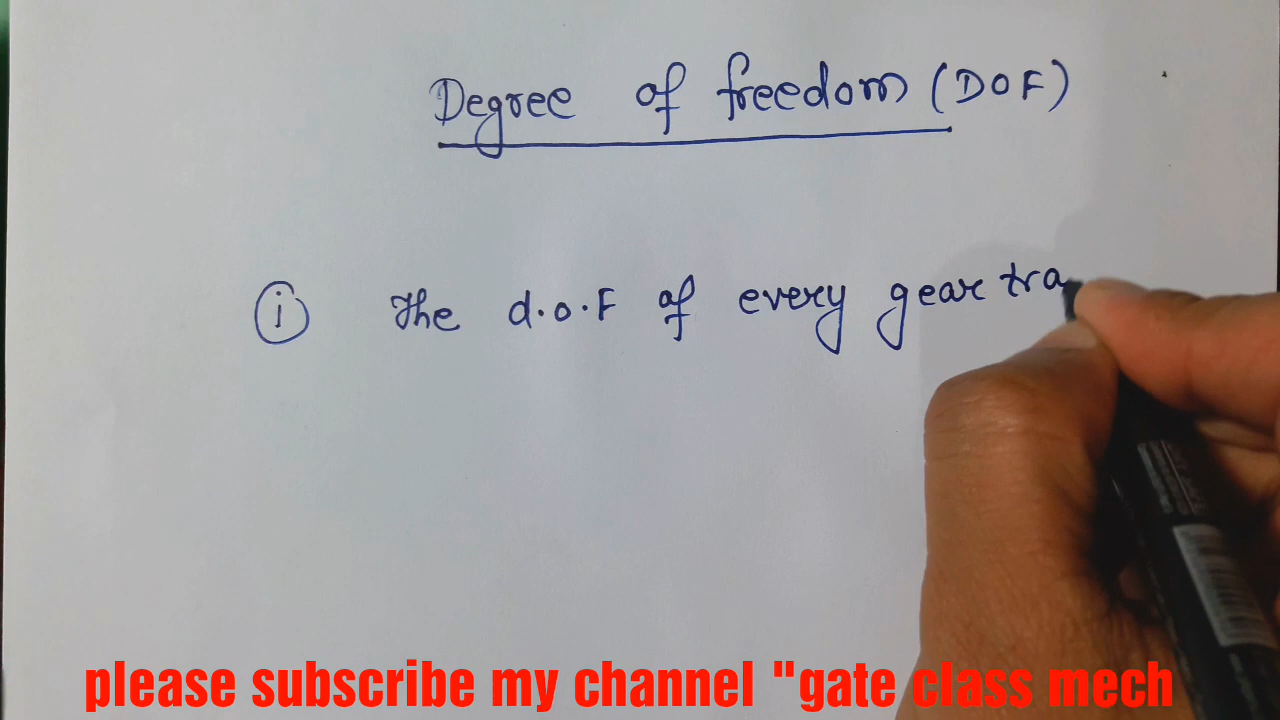 Degree of freedom (DOF)
i The d.o.F of every gear tra
please subscribe my channel "gate class mech